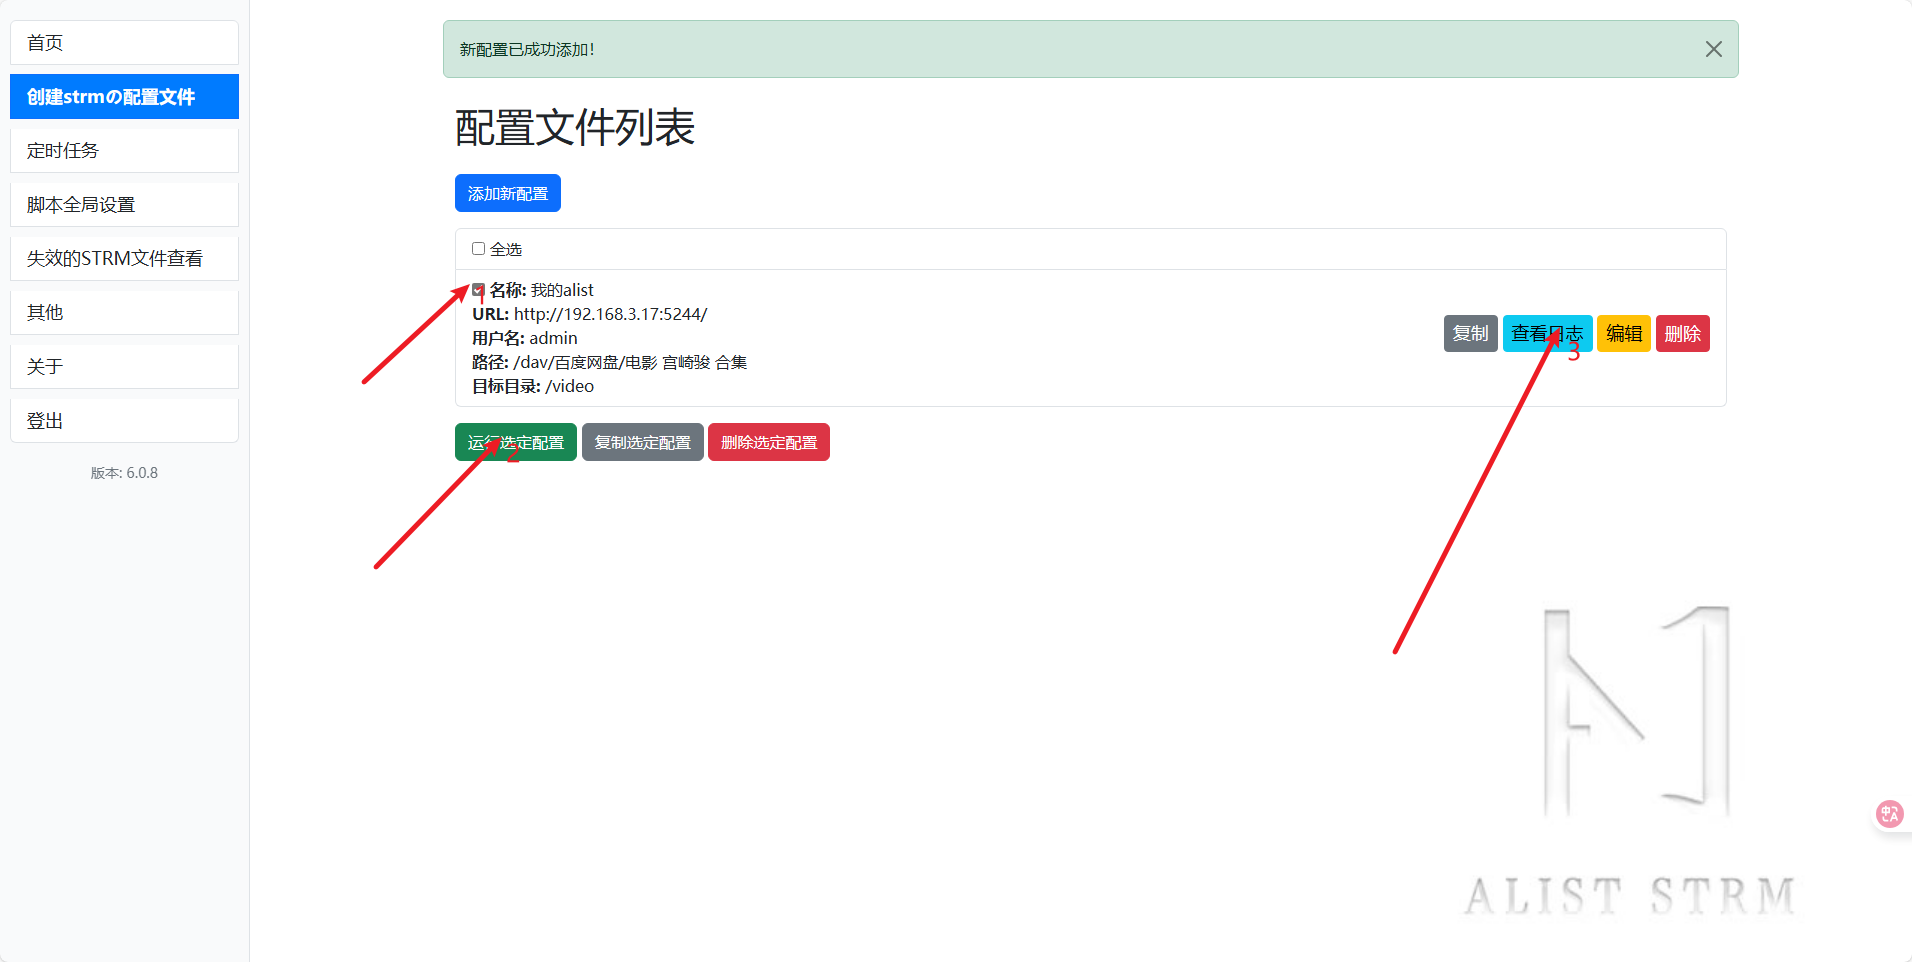 首页
创建strmの配置文件
定时任务
脚本全局设置
失效的STRM文件查看
其他
关于
登出
版本: 6.0.8
新配置已成功添加!
配置文件列表
添加新配置
全选
名称: 我的alist
1
URL: http://192.168.3.17:5244/
用户名: admin
路径: /dav/百度网盘/电影 宫崎骏 合集
目标目录: /video
复制 查看日志 编辑 删除
3
运行选定配置 复制选定配置 删除选定配置
2
ALIST STRM
中A